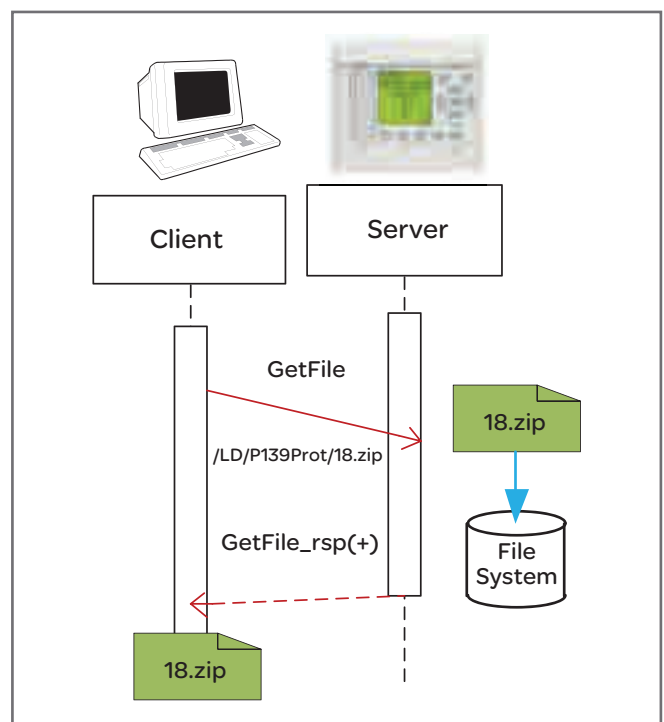 Client
Server
GetFile
/LD/P139Prot/18.zip
GetFile_rsp(+)
18.zip
File
System
18.zip